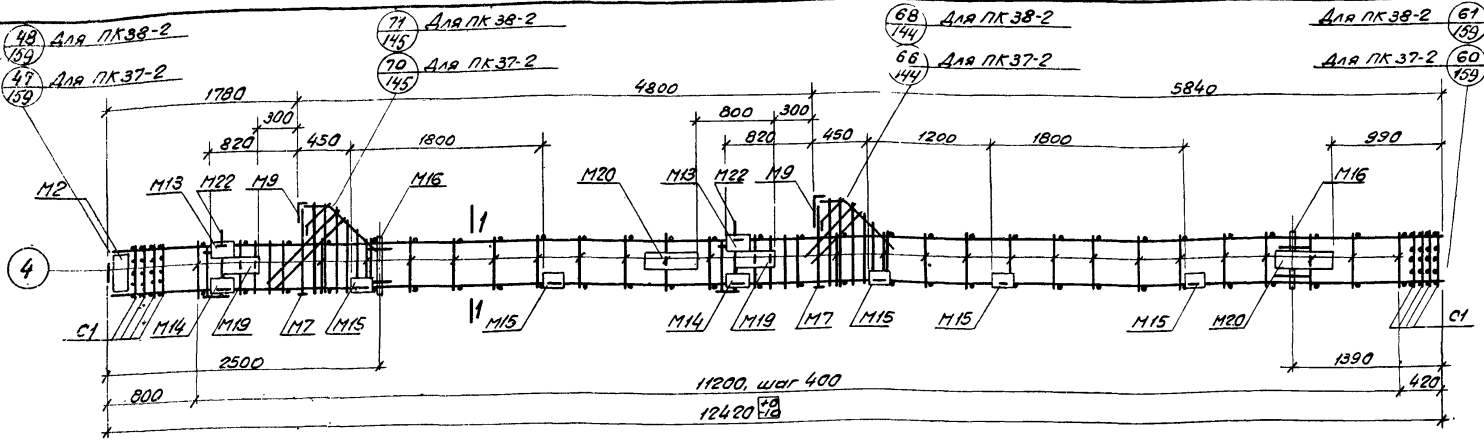 48 Для ПК38-2
159
47 Для ПК37-2
159
71 Для ПК38-2
145
70 Для ПК37-2
145
68 Для ПК38-2
144
66 Для ПК37-2
144
Для ПК38-2 61
159
Для ПК37-2 60
159
1780 4800 5840
300 800 300
820 450 1800 820 450 1200 1800 990
М2 М13 М22 М9 М16 М20 М13 М22 М9 М16
1
4
1
С1 М14 М19 М7 М15 М15 М14 М19 М7 М15 М15 М15 М20 С1
2500 1390
800 11200, шаг 400 420
12420 +0 -10